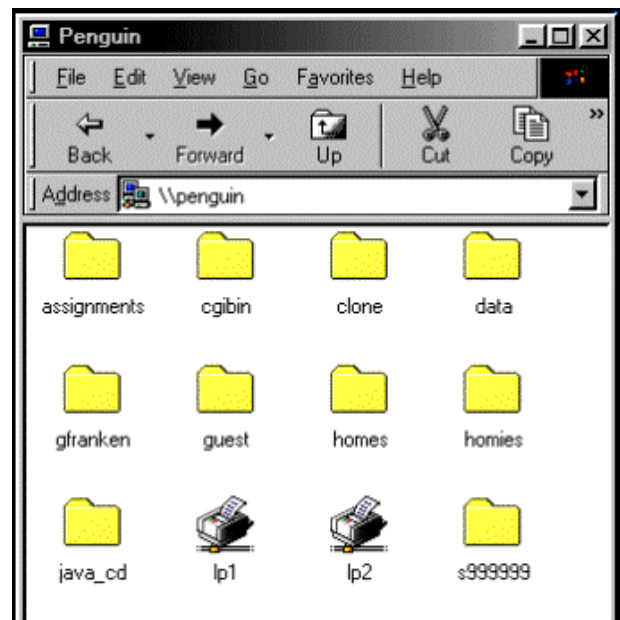 Penguin
File Edit View Go Favorites Help
Back Forward Up Cut Copy »
Address \\penguin
assignments cgibin clone data
gfranken guest homes homies
java_cd lp1 lp2 s999999